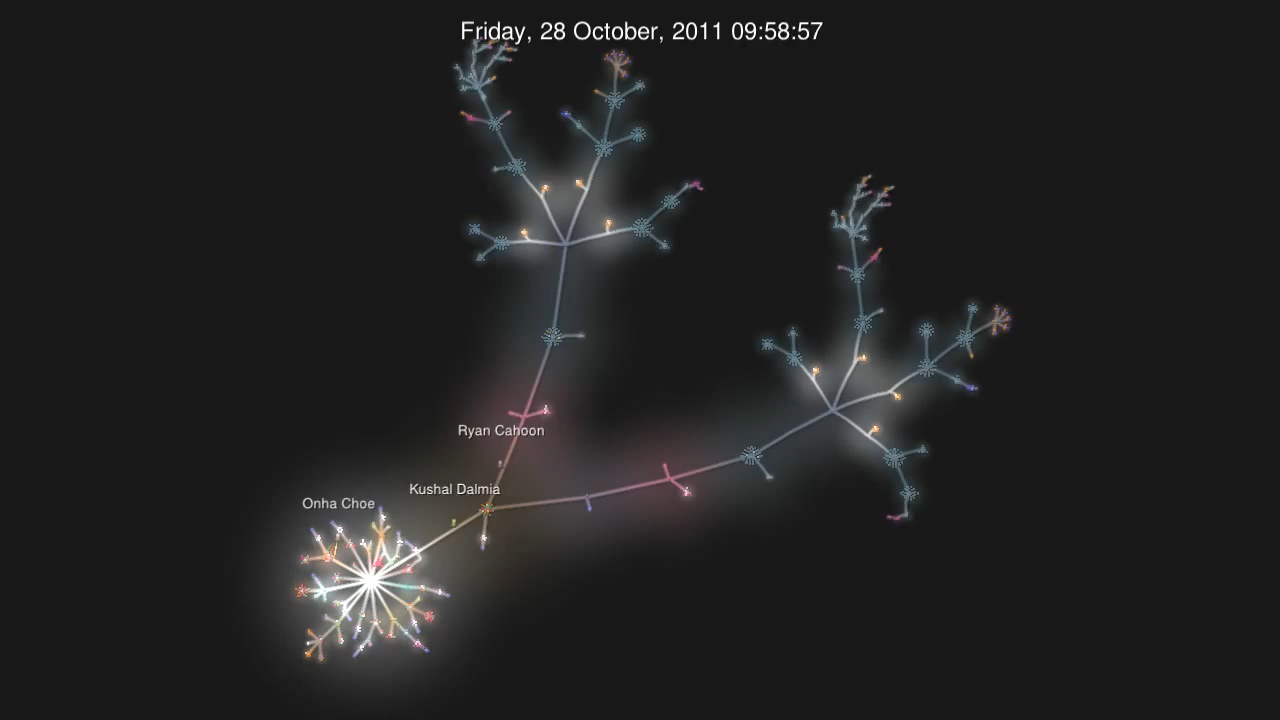 Friday, 28 October, 2011 09:58:57
Ryan Cahoon
Kushal Dalmia
Onha Choe